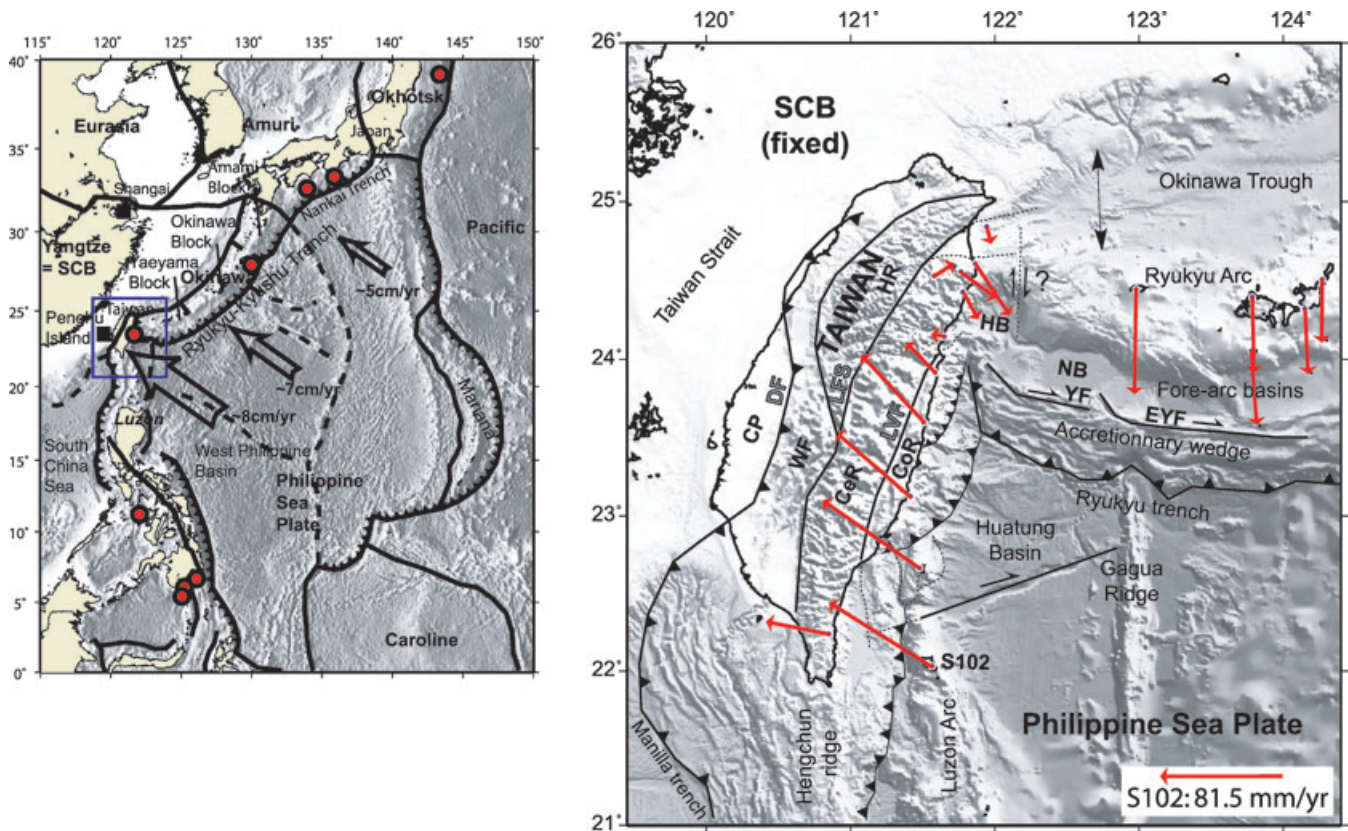 115° 120° 125° 130° 135° 140° 145° 150°
40°
35°
30°
25°
20°
15°
10°
5°
0°
Okhotsk
Eurasia
Amuri
Japan
Amami
Block
Shangai
Nankai Trench
Okinawa
Block
Pacific
Yangtze
= SCB
Yaeyama
Block
Okinaw
Ryukyu-Kyushu Trench
~5cm/yr
Taiwan
Penghu
Island
~7cm/yr
Mariana
~8cm/yr
Luzon
South
China
Sea
West Philippine
Basin
Philippine
Sea
Plate
Caroline
120° 121° 122° 123° 124°
26°
25°
24°
23°
22°
21°
SCB
(fixed)
Okinawa Trough
Taiwan Strait
TAIWAN
HR
Ryukyu Arc
?
HB
NB
YF
Fore-arc basins
EYF
Accretionnary wedge
DF
LFS
CP
WF
LVF
CoR
CeR
Ryukyu trench
Huatung
Basin
Gagua
Ridge
S102
Philippine Sea Plate
Manilla trench
Hengchun
ridge
Luzon Arc
S102: 81.5 mm/yr